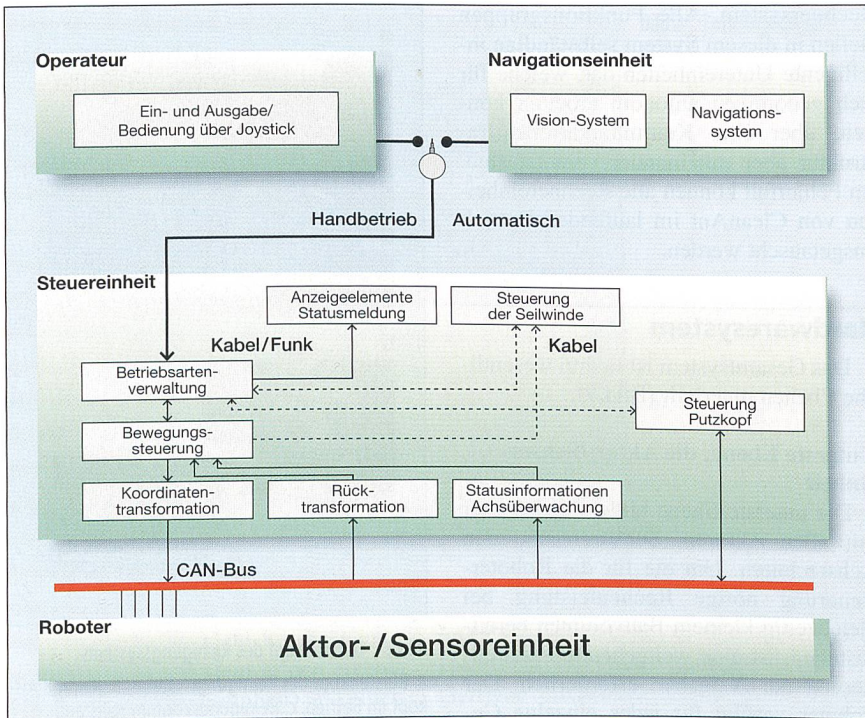 Operateur
Ein- und Ausgabe/
Bedienung über Joystick
Navigationseinheit
Vision-System
Navigations-
system
Handbetrieb
Automatisch
Steuereinheit
Anzeigeelemente
Statusmeldung
Steuerung
der Seilwinde
Kabel/Funk
Kabel
Betriebsarten-
verwaltung
Steuerung
Putzkopf
Bewegungs-
steuerung
Koordinaten-
transformation
Rück-
transformation
Statusinformationen
Achsüberwachung
CAN-Bus
Roboter
Aktor-/Sensoreinheit